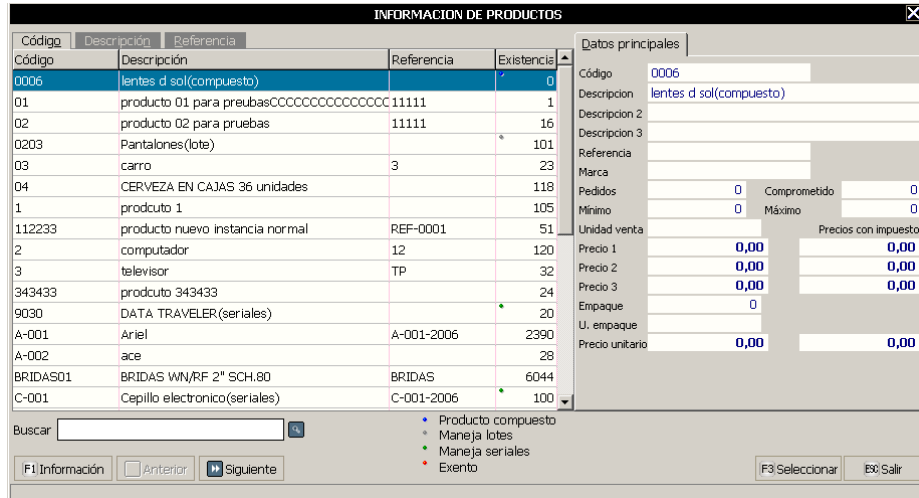 INFORMACION DE PRODUCTOS
Código Descripción Referencia
Código Descripción Referencia Existencia
0006 lentes d sol(compuesto) 0
01 producto 01 para preubasCCCCCCCCCCCCCCC 11111 1
02 producto 02 para pruebas 11111 16
0203 Pantalones(lote) 101
03 carro 3 23
04 CERVEZA EN CAJAS 36 unidades 118
1 prodcuto 1 105
112233 producto nuevo instancia normal REF-0001 51
2 computador 12 120
3 televisor TP 32
343433 prodcuto 343433 24
9030 DATA TRAVELER(seriales) 20
A-001 Ariel A-001-2006 2390
A-002 ace 28
BRIDAS01 BRIDAS WN/RF 2" SCH.80 BRIDAS 6044
C-001 Cepillo electronico(seriales) C-001-2006 100
Buscar
Producto compuesto
Maneja lotes
Maneja seriales
Exento
F1 Información Anterior Siguiente
Datos principales
Código 0006
Descripcion lentes d sol(compuesto)
Descripcion 2
Descripcion 3
Referencia
Marca
Pedidos 0 Comprometido 0
Mínimo 0 Máximo 0
Unidad venta Precios con impuesto
Precio 1 0,00 0,00
Precio 2 0,00 0,00
Precio 3 0,00 0,00
Empaque 0
U. empaque
Precio unitario 0,00 0,00
F3 Seleccionar ESC Salir